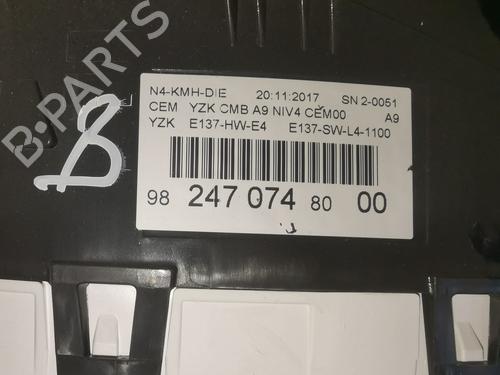 N4-KMH-DIE 20:11:2017 SN 2-0051
CEM YZK CMB A9 NIV4 CEM00 A9
YZK E137-HW-E4 E137-SW-L4-1100
98 247 074 80 00
B
B-PARTS